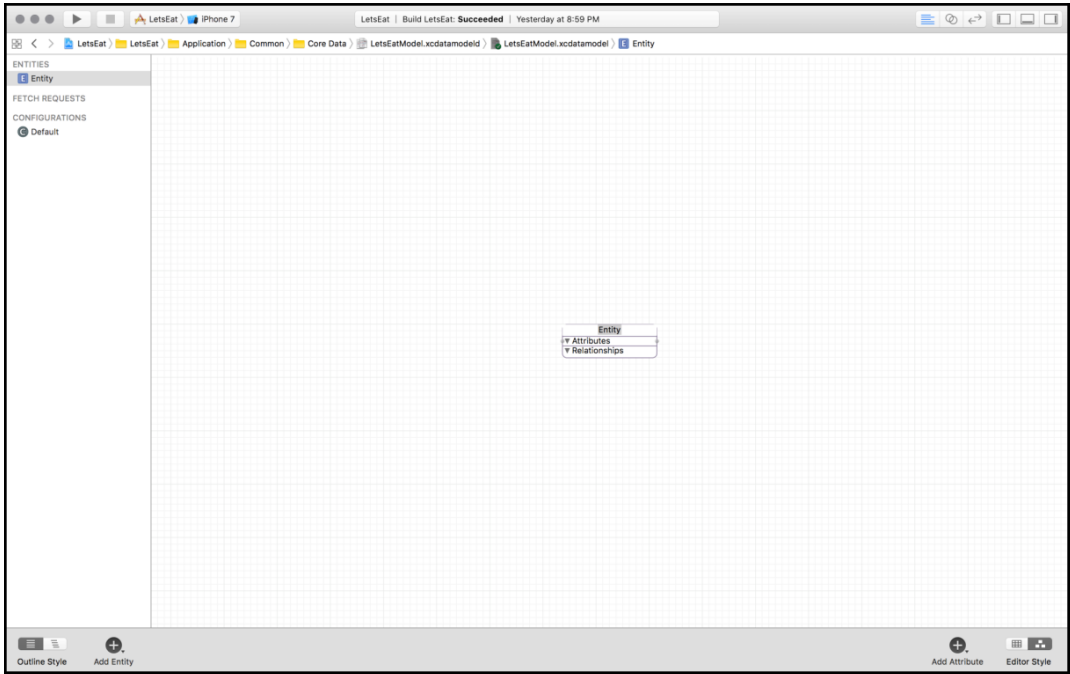 LetsEat 〉 iPhone 7
LetsEat | Build LetsEat: Succeeded | Yesterday at 8:59 PM
LetsEat 〉 LetsEat 〉 Application 〉 Common 〉 Core Data 〉 LetsEatModel.xcdatamodeld 〉 LetsEatModel.xcdatamodel 〉 E Entity
ENTITIES
E Entity
FETCH REQUESTS
CONFIGURATIONS
C Default
Entity
▼ Attributes
▼ Relationships
Outline Style
Add Entity
Add Attribute
Editor Style